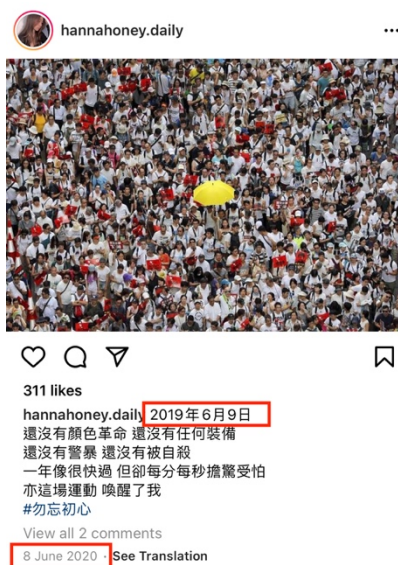 hannahoney.daily
311 likes
hannahoney.daily 2019年6月9日
還沒有顏色革命 還沒有任何裝備
還沒有警暴 還沒有被自殺
一年像很快過 但卻每分每秒擔驚受怕
亦這場運動 喚醒了我
#勿忘初心
View all 2 comments
8 June 2020 · See Translation